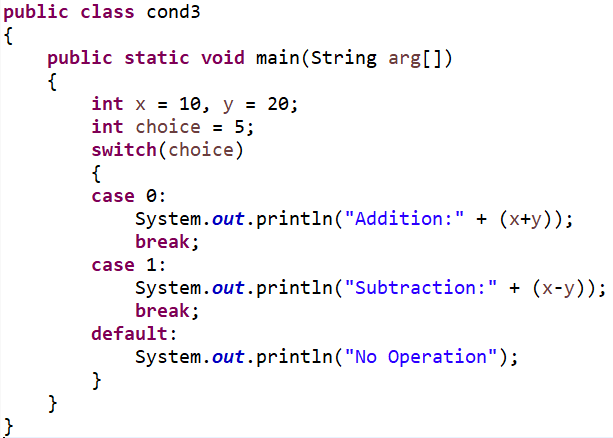 public class cond3
{
    public static void main(String arg[])
    {
        int x = 10, y = 20;
        int choice = 5;
        switch(choice)
        {
        case 0:
            System.out.println("Addition:" + (x+y));
            break;
        case 1:
            System.out.println("Subtraction:" + (x-y));
            break;
        default:
            System.out.println("No Operation");
        }
    }
}